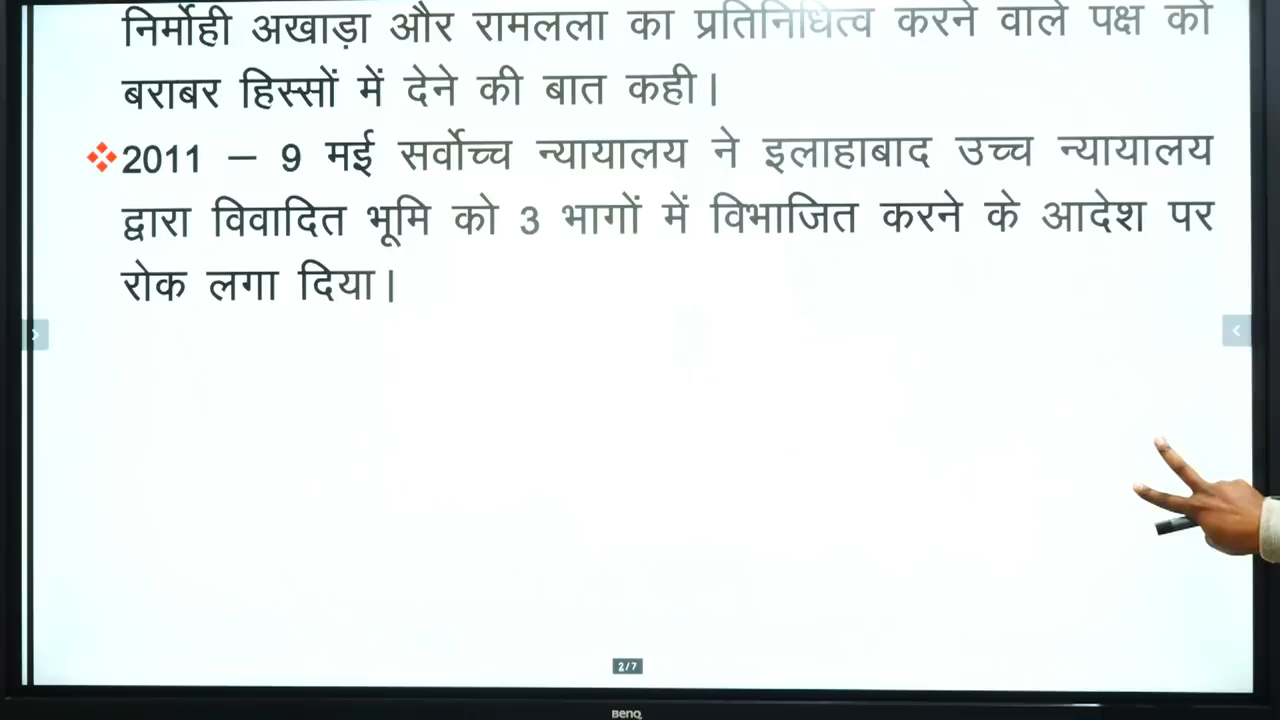 निर्मोही अखाड़ा और रामलला का प्रतिनिधित्व करने वाले पक्ष को
बराबर हिस्सों में देने की बात कही।
❖2011 – 9 मई सर्वोच्च न्यायालय ने इलाहाबाद उच्च न्यायालय
द्वारा विवादित भूमि को 3 भागों में विभाजित करने के आदेश पर
रोक लगा दिया।
2/7
BenQ